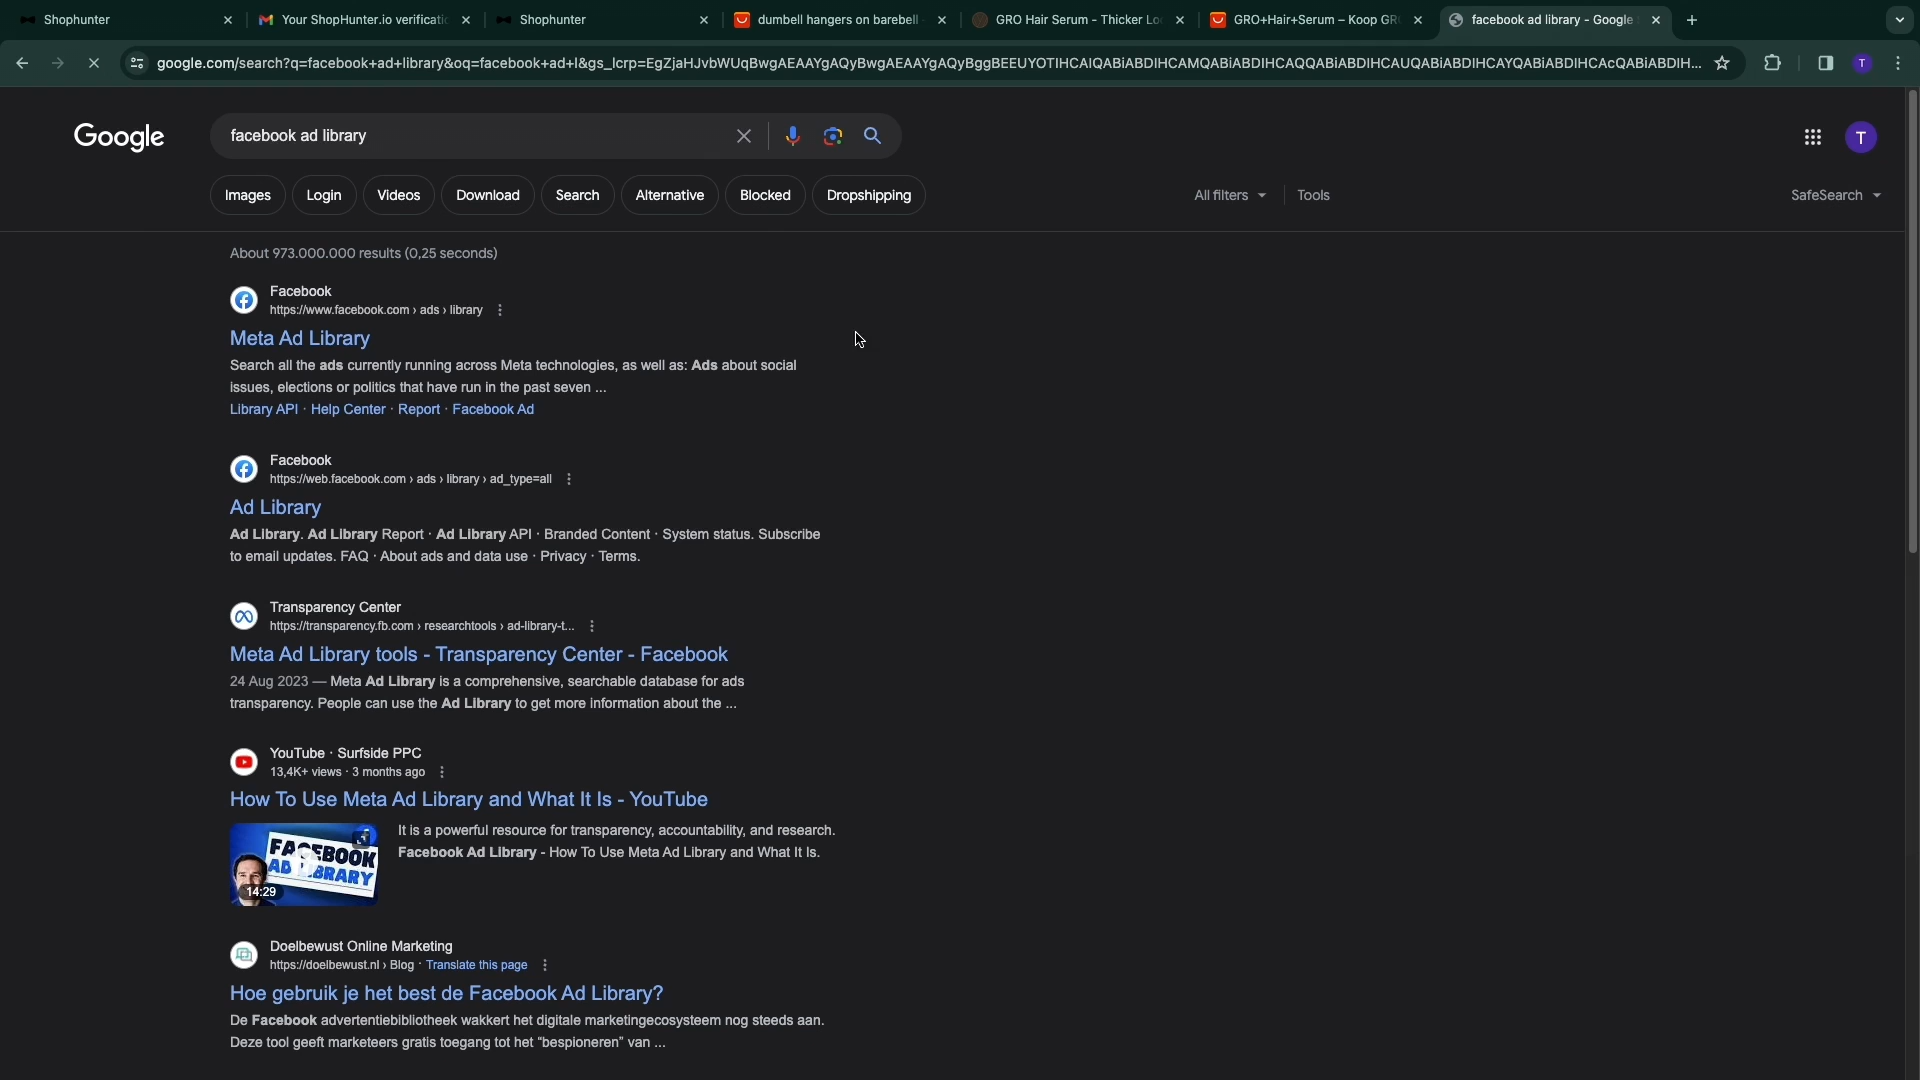 Shopunter
Your ShopHunter.io verificatio
Shophunter
dumbell hangers on barebell
GRO Hair Serum - Thicker Lo
GRO+Hair+Serum – Koop GR
facebook ad library - Google
google.com/search?q=facebook+ad+library&oq=facebook+ad+l&gs_lcrp=EgZjaHJvbWUqBwgAEAAYgAQyBwgAEAAYgAQyBggBEEUYOTIHCAIQABiABDIHCAMQABiABDIHCAQQABiABDIHCAUQABiABDIHCAYQABiABDIHCAcQABiABDIH...
T
Google
facebook ad library
T
Images
Login
Videos
Download
Search
Alternative
Blocked
Dropshipping
All filters
Tools
SafeSearch
About 973.000.000 results (0,25 seconds)
Facebook
https://www.facebook.com › ads › library
Meta Ad Library
Search all the ads currently running across Meta technologies, as well as: Ads about social
issues, elections or politics that have run in the past seven ...
Library API · Help Center · Report · Facebook Ad
Facebook
https://web.facebook.com › ads › library › ad_type=all
Ad Library
Ad Library. Ad Library Report · Ad Library API · Branded Content · System status. Subscribe
to email updates. FAQ · About ads and data use · Privacy · Terms.
Transparency Center
https://transparency.fb.com › researchtools › ad-library-t...
Meta Ad Library tools - Transparency Center - Facebook
24 Aug 2023 — Meta Ad Library is a comprehensive, searchable database for ads
transparency. People can use the Ad Library to get more information about the ...
YouTube · Surfside PPC
13,4K+ views · 3 months ago
How To Use Meta Ad Library and What It Is - YouTube
FACEBOOK
AD LIBRARY
14:29
It is a powerful resource for transparency, accountability, and research.
Facebook Ad Library - How To Use Meta Ad Library and What It Is.
Doelbewust Online Marketing
https://doelbewust.nl › Blog · Translate this page
Hoe gebruik je het best de Facebook Ad Library?
De Facebook advertentiebibliotheek wakkert het digitale marketingecosysteem nog steeds aan.
Deze tool geeft marketeers gratis toegang tot het "bespioneren" van ...